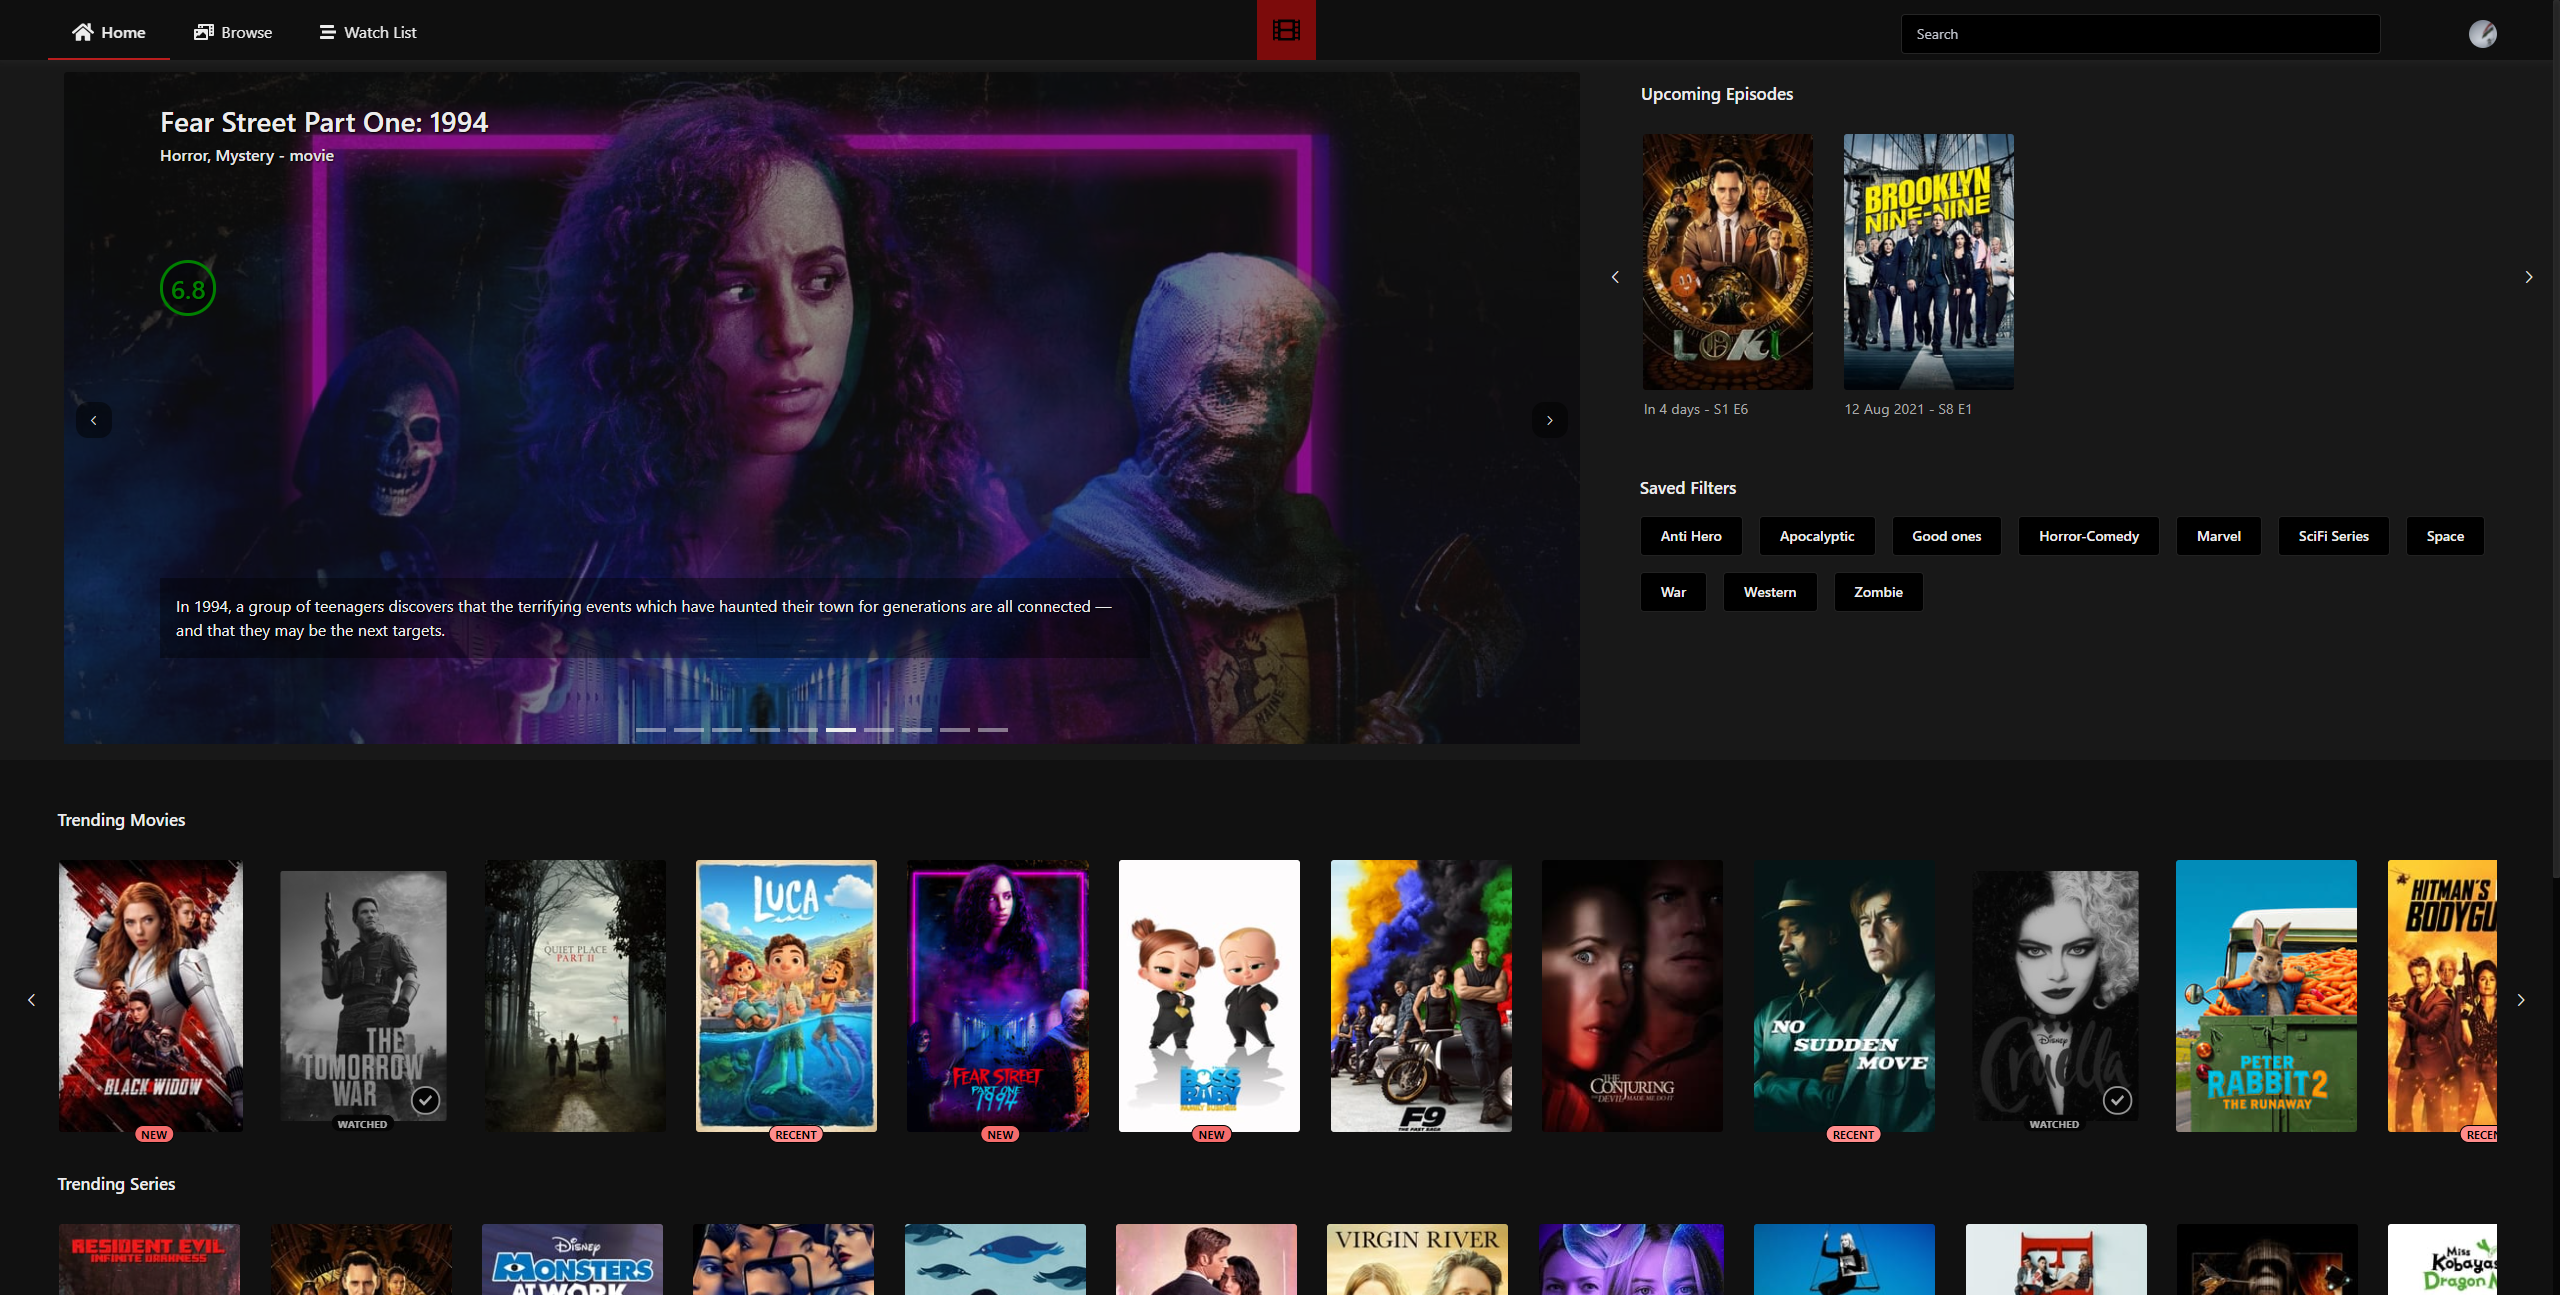 Home
Browse
Watch List
Search
Fear Street Part One: 1994
Horror, Mystery - movie
6.8
In 1994, a group of teenagers discovers that the terrifying events which have haunted their town for generations are all connected —
and that they may be the next targets.
Upcoming Episodes
LOKI
BROOKLYN
NINE-NINE
In 4 days - S1 E6
12 Aug 2021 - S8 E1
Saved Filters
Anti Hero
Apocalyptic
Good ones
Horror-Comedy
Marvel
SciFi Series
Space
War
Western
Zombie
Trending Movies
BLACK WIDOW
NEW
THE
TOMORROW
WAR
WATCHED
QUIET PLACE
PART II
LUCA
RECENT
FEAR STREET
PART ONE
1994
NEW
BOSS
BABY
NEW
F9
THE FAST SAGA
THE
CONJURING
THE DEVIL MADE ME DO IT
NO
SUDDEN
MOVE
RECENT
Disney
Cruella
WATCHED
PETER
RABBIT 2
THE RUNAWAY
HITMAN'S
BODYGU
RECEN
Trending Series
RESIDENT EVIL
INFINITE DARKNESS
Disney
MONSTERS
AT WORK
VIRGIN RIVER
Miss
Kobayas
Dragon M